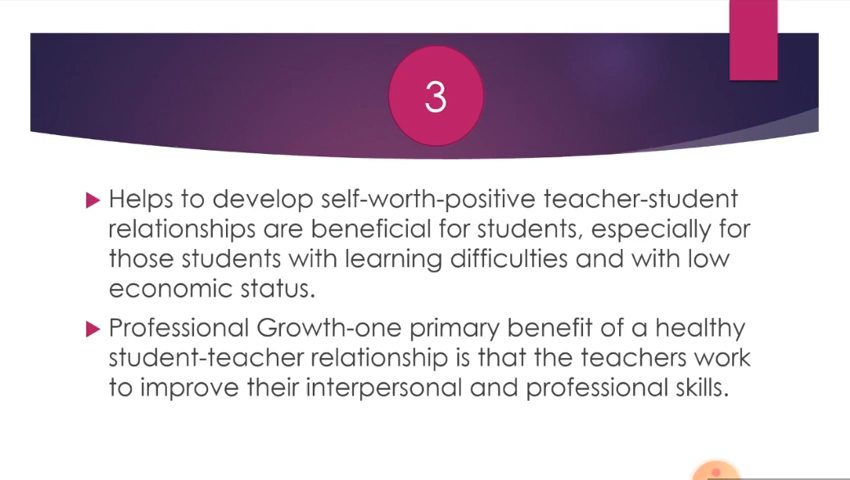 3
Helps to develop self-worth-positive teacher-student
relationships are beneficial for students, especially for
those students with learning difficulties and with low
economic status.
Professional Growth-one primary benefit of a healthy
student-teacher relationship is that the teachers work
to improve their interpersonal and professional skills.